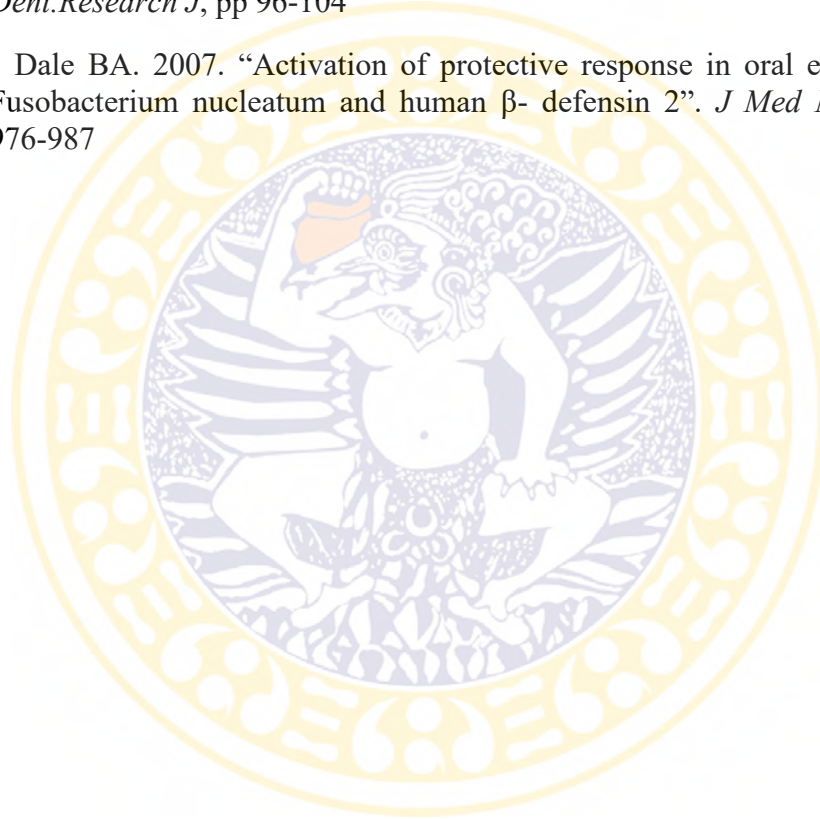 Dent.Research J, pp 96-104
Dale BA. 2007. “Activation of protective response in oral e
Fusobacterium nucleatum and human β- defensin 2”. J Med
976-987